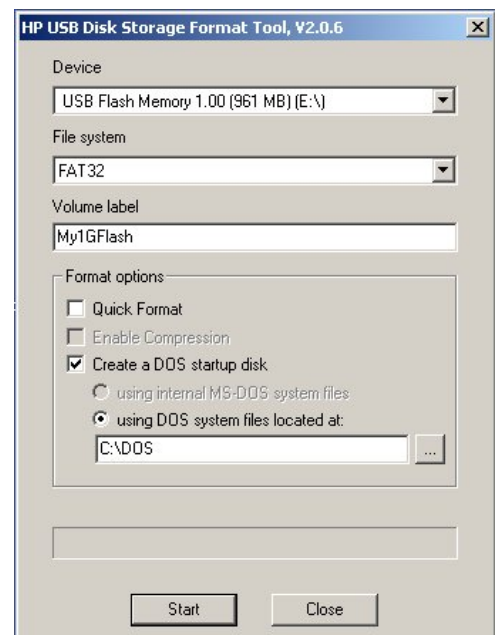 HP USB Disk Storage Format Tool, V2.0.6
Device
USB Flash Memory 1.00 (961 MB) (E:\)
File system
FAT32
Volume label
My1GFlash
Format options
Quick Format
Enable Compression
Create a DOS startup disk
using internal MS-DOS system files
using DOS system files located at:
C:\DOS
...
Start
Close